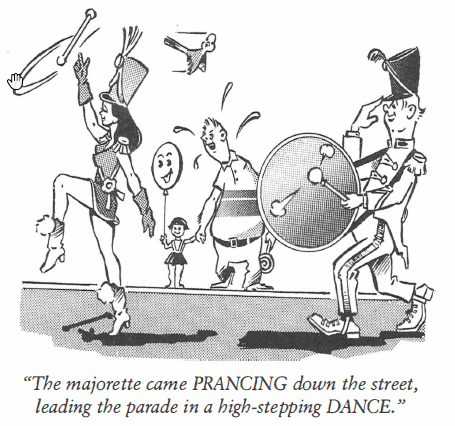 “The majorette came PRANCING down the street,
leading the parade in a high-stepping DANCE.”